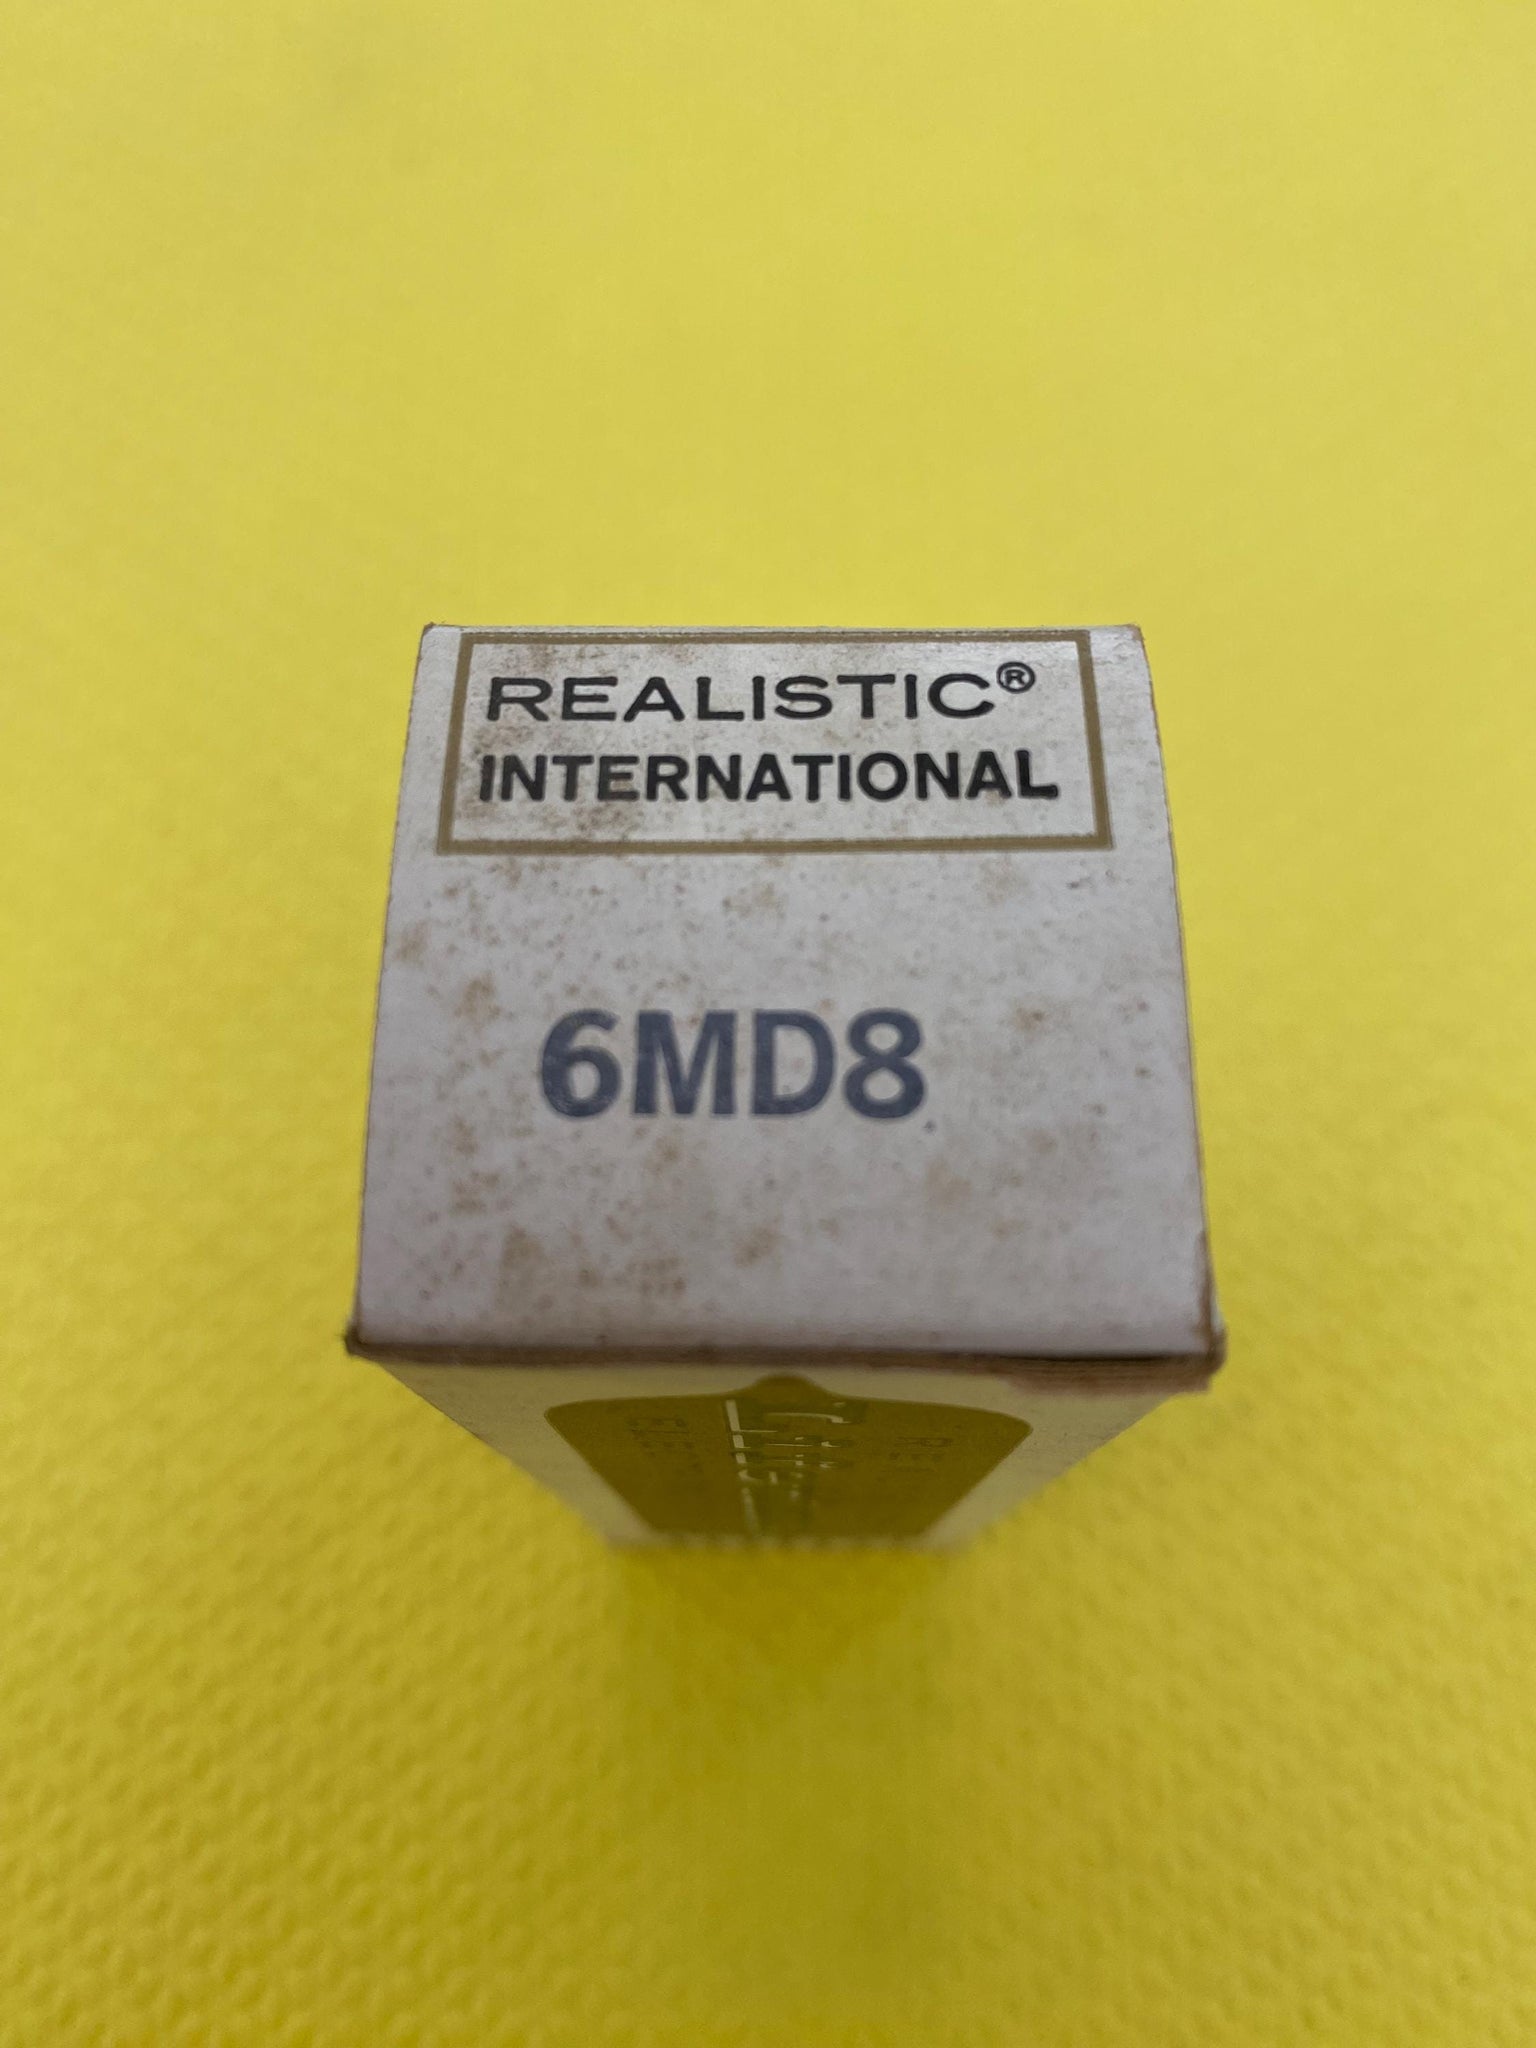 REALISTIC®
INTERNATIONAL
6MD8